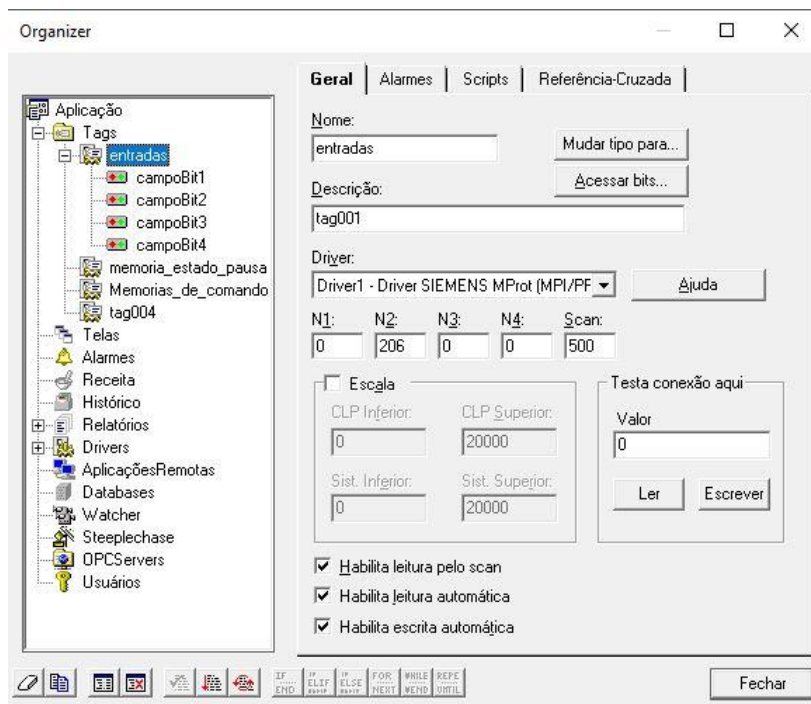 Organizer
Aplicação
Tags
entradas
campoBit1
campoBit2
campoBit3
campoBit4
memoria_estado_pausa
Memorias_de_comando
tag004
Telas
Alarmes
Receita
Histórico
Relatórios
Drivers
AplicaçõesRemotas
Databases
Watcher
Steeplechase
OPCServers
Usuários
Geral Alarmes Scripts Referência-Cruzada
Nome:
entradas Mudar tipo para...
Acessar bits...
Descrição:
tag001
Driver:
Driver1 - Driver SIEMENS MProt (MPI/PF Ajuda
N1: N2: N3: N4: Scan:
0 206 0 0 500
Escala
CLP Inferior: CLP Superior:
0 20000
Sist. Inferior: Sist. Superior:
0 20000
Testa conexão aqui
Valor
0
Ler Escrever
Habilita leitura pelo scan
Habilita leitura automática
Habilita escrita automática
IF END IF ELIF ENDIF IF ELSE ENDIF FOR NEXT WHILE WEND REPE UNTIL
Fechar